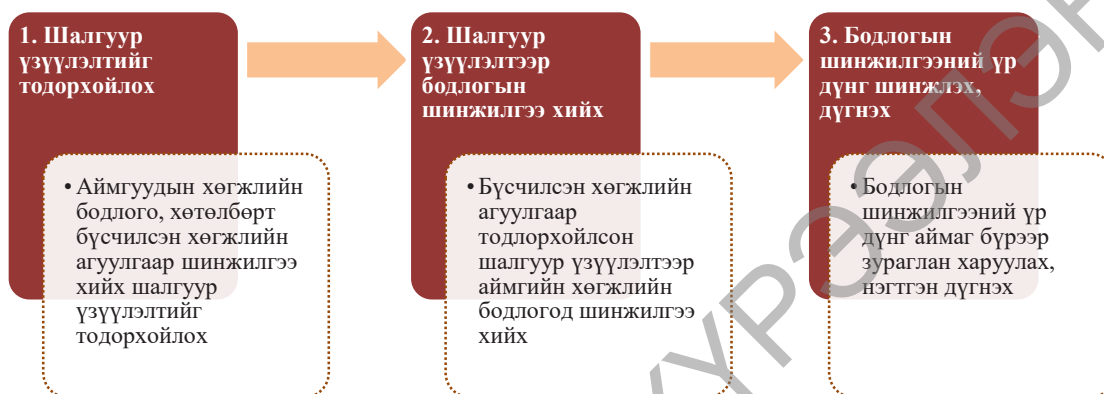 1. Шалгуур
үзүүлэлтийг
тодорхойлох
• Аймгуудын хөгжлийн
бодлого, хөтөлбөрт
бүсчилсэн хөгжлийн
агуулгаар шинжилгээ
хийх шалгуур
үзүүлэлтийг
тодорхойлох
2. Шалгуур
үзүүлэлтээр
бодлогын
шинжилгээ хийх
• Бүсчилсэн хөгжлийн
агуулгаар
тодлорхойлсон
шалгуур үзүүлэлтээр
аймгийн хөгжлийн
бодлогод шинжилгээ
хийх
3. Бодлогын
шинжилгээний үр
дүнг шинжлэх,
дүгнэх
• Бодлогын
шинжилгээний үр
дүнг аймаг бүрээр
зураглан харуулах,
нэгтгэн дүгнэх